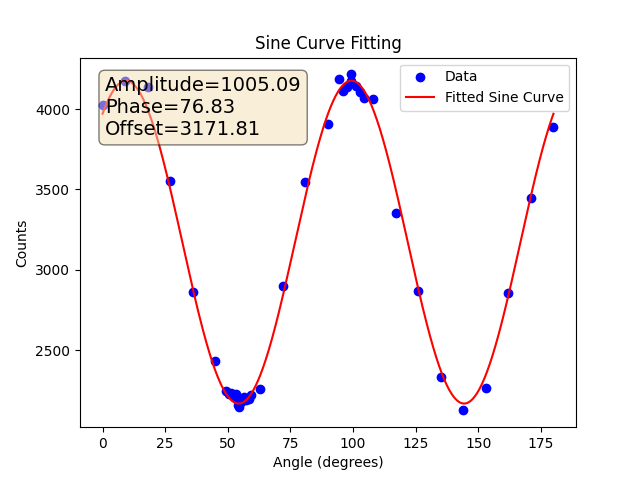 Sine Curve Fitting
Amplitude=1005.09
Phase=76.83
Offset=3171.81
Data
Fitted Sine Curve
4000
3500
3000
2500
Counts
0 25 50 75 100 125 150 175
Angle (degrees)